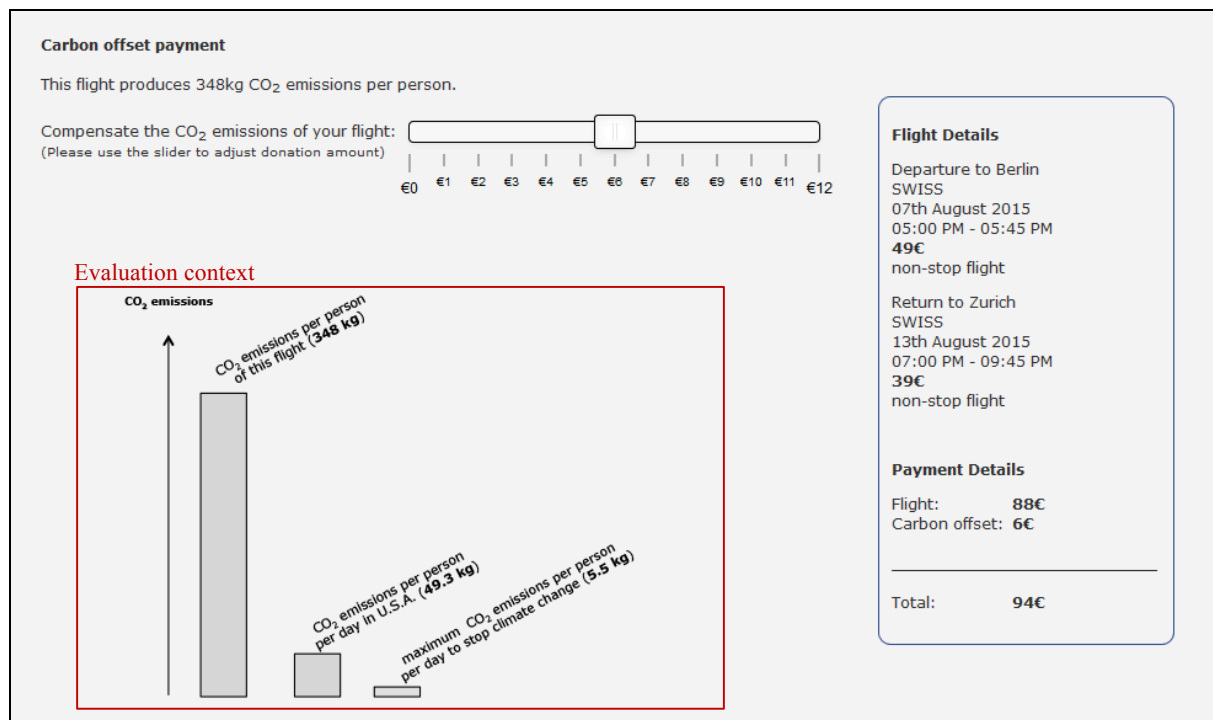 Carbon offset payment
This flight produces 348kg CO₂ emissions per person.
Compensate the CO₂ emissions of your flight:
(Please use the slider to adjust donation amount)
€0 €1 €2 €3 €4 €5 €6 €7 €8 €9 €10 €11 €12
Evaluation context
CO₂ emissions
CO₂ emissions per person
of this flight (348 kg)
CO₂ emissions per person
per day in U.S.A. (49.3 kg)
maximum CO₂ emissions per person
per day to stop climate change (5.5 kg)
Flight Details
Departure to Berlin
SWISS
07th August 2015
05:00 PM - 05:45 PM
49€
non-stop flight
Return to Zurich
SWISS
13th August 2015
07:00 PM - 09:45 PM
39€
non-stop flight
Payment Details
Flight: 88€
Carbon offset: 6€
Total: 94€